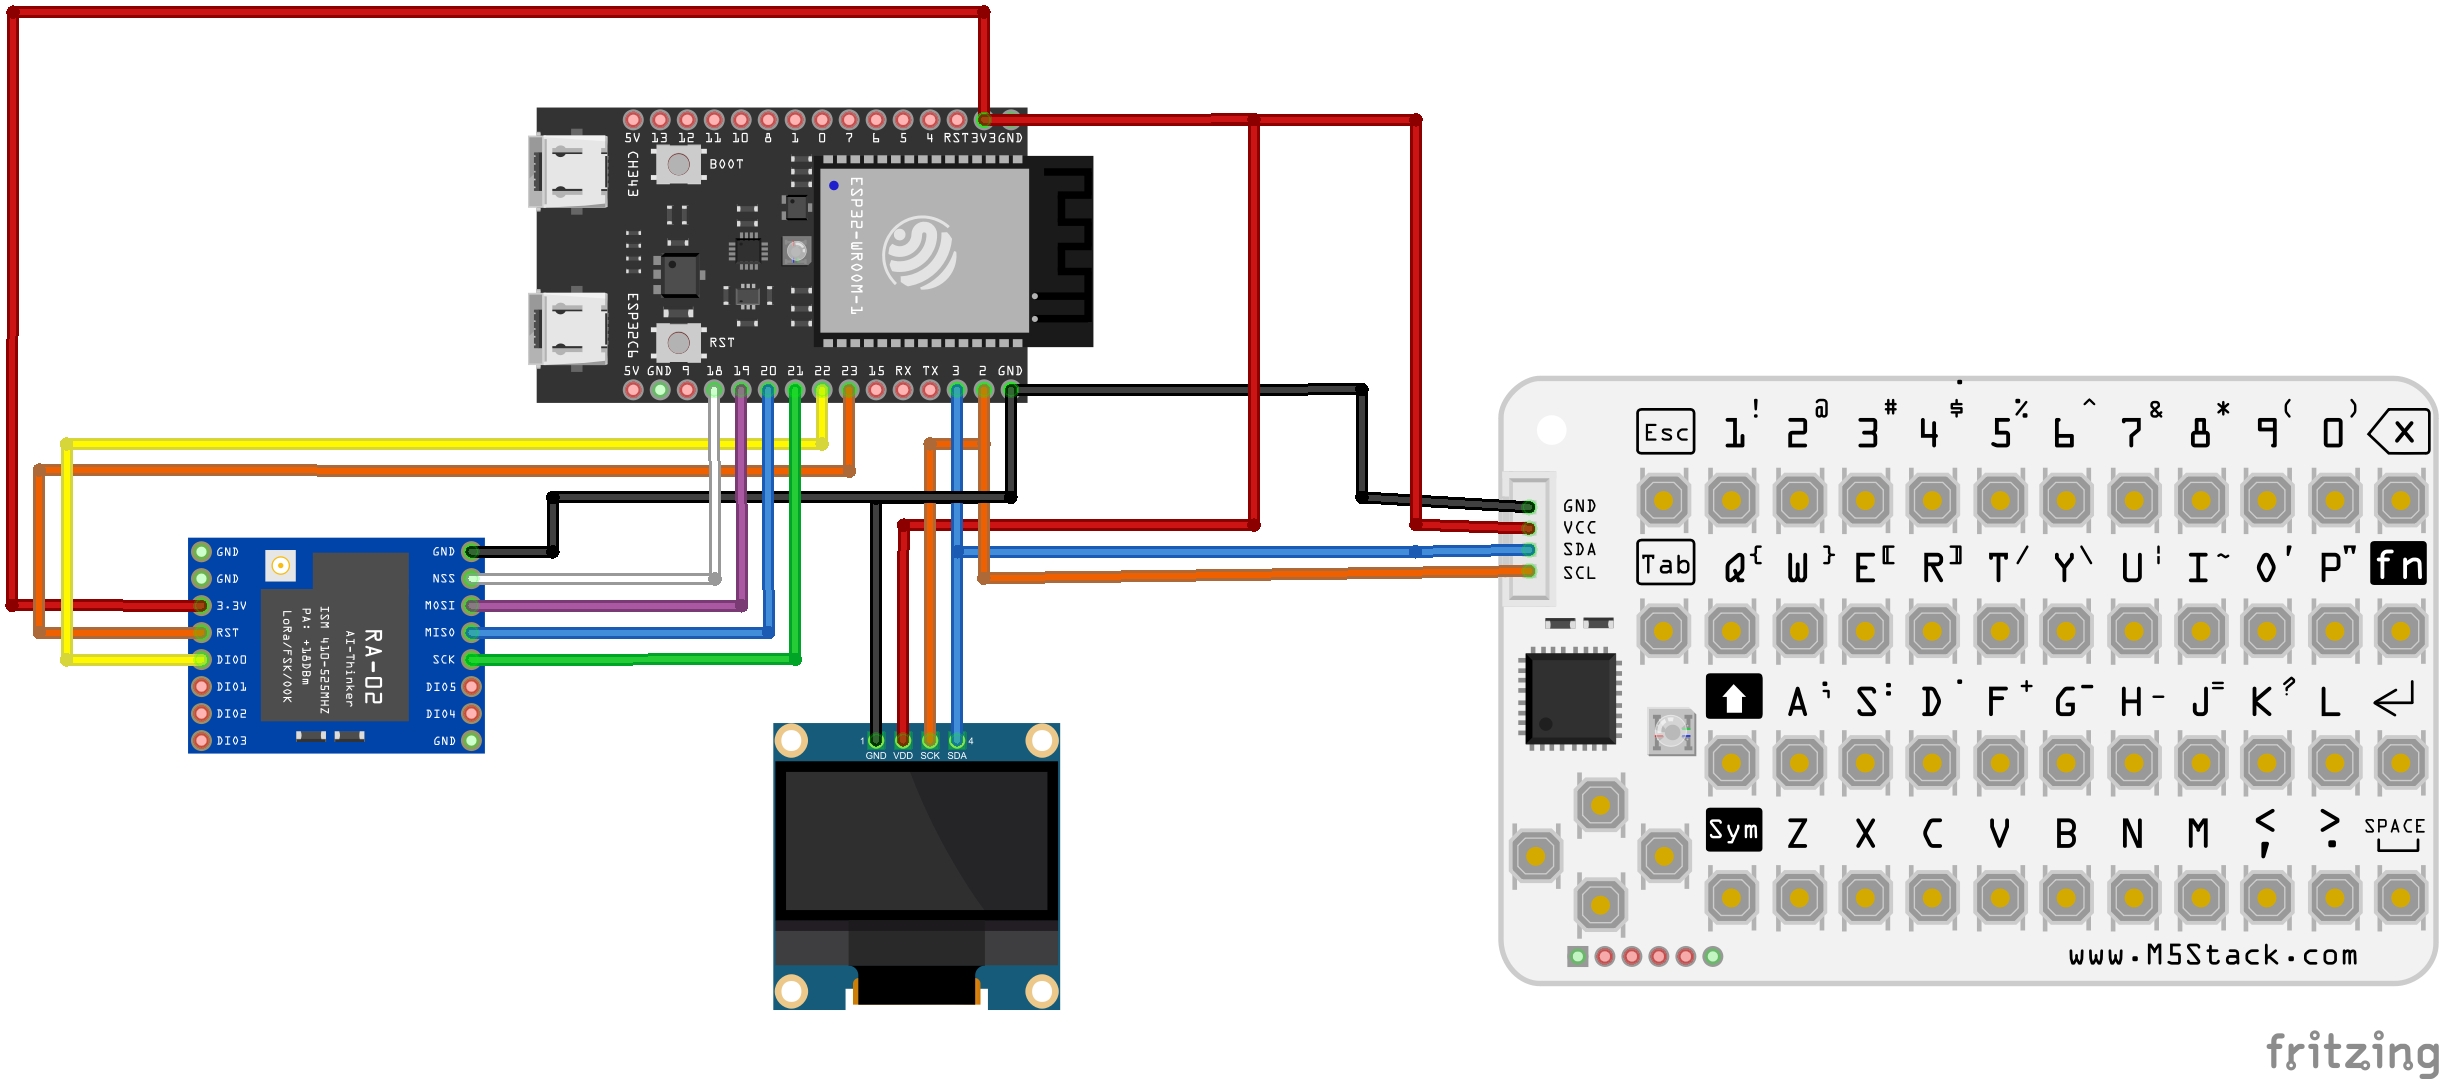 fritzing
www.M5Stack.com
Sym Z X C V B N M < , > . SPACE
A ; S : D . F + G _ H - J = K ? L
Tab Q { W } E [ R ] T / Y \ U ¦ I ~ O ' P " fn
Esc 1 ! 2 @ 3 # 4 $ 5 % 6 ^ 7 & 8 * 9 ( 0 ) X
SCL
SDA
VCC
GND
SDA SCK VDD GND
4 1
GND
DIO4
DIO5
SCK
MISO
MOSI
NSS
GND
RA-02
AI-Thinker
ISM 410-525MHZ
PA: +18DBm
LoRa/FSK/OOK
DIO3
DIO2
DIO1
DIO0
RST
3.3V
GND
GND
GND 2 3 TX RX 15 23 22 21 20 19 18 9 GND 5V
RST
ESP32-WROOM-1
BOOT
CH343
GND 3V3 RST 4 5 6 7 0 1 8 10 11 12 13 5V